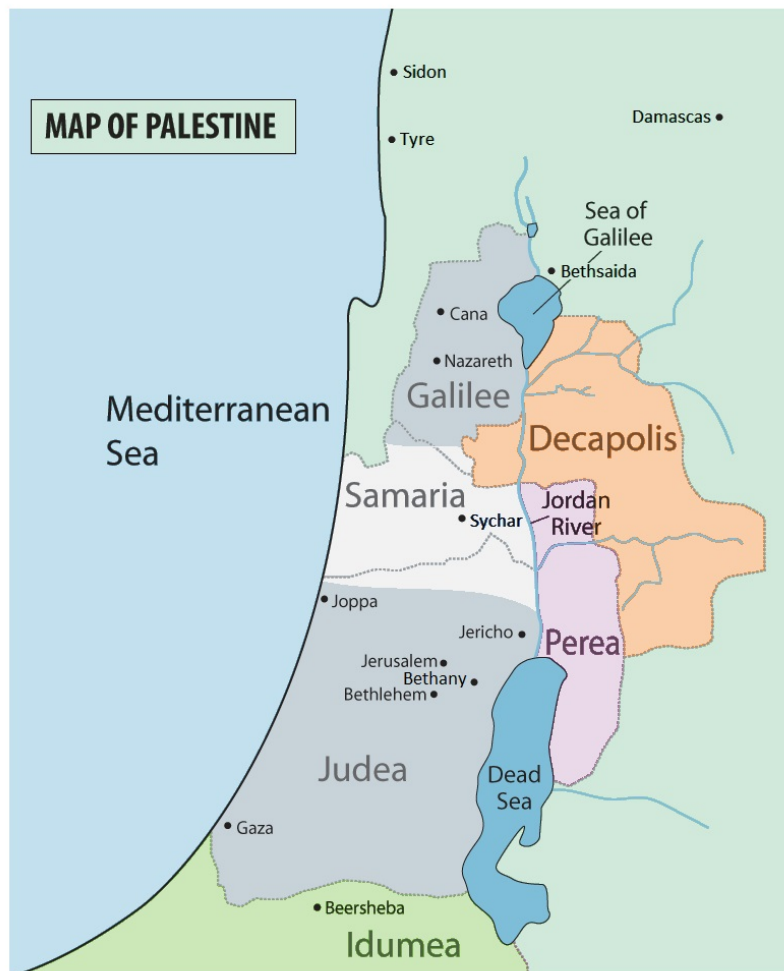 Sidon
MAP OF PALESTINE
Damascas
Tyre
Sea of
Galilee
Bethsaida
Cana
Nazareth
Galilee
Mediterranean
Sea
Decapolis
Samaria
Jordan
River
Sychar
Joppa
Jericho
Perea
Jerusalem
Bethany
Bethlehem
Judea
Dead
Sea
Gaza
Beersheba
Idumea